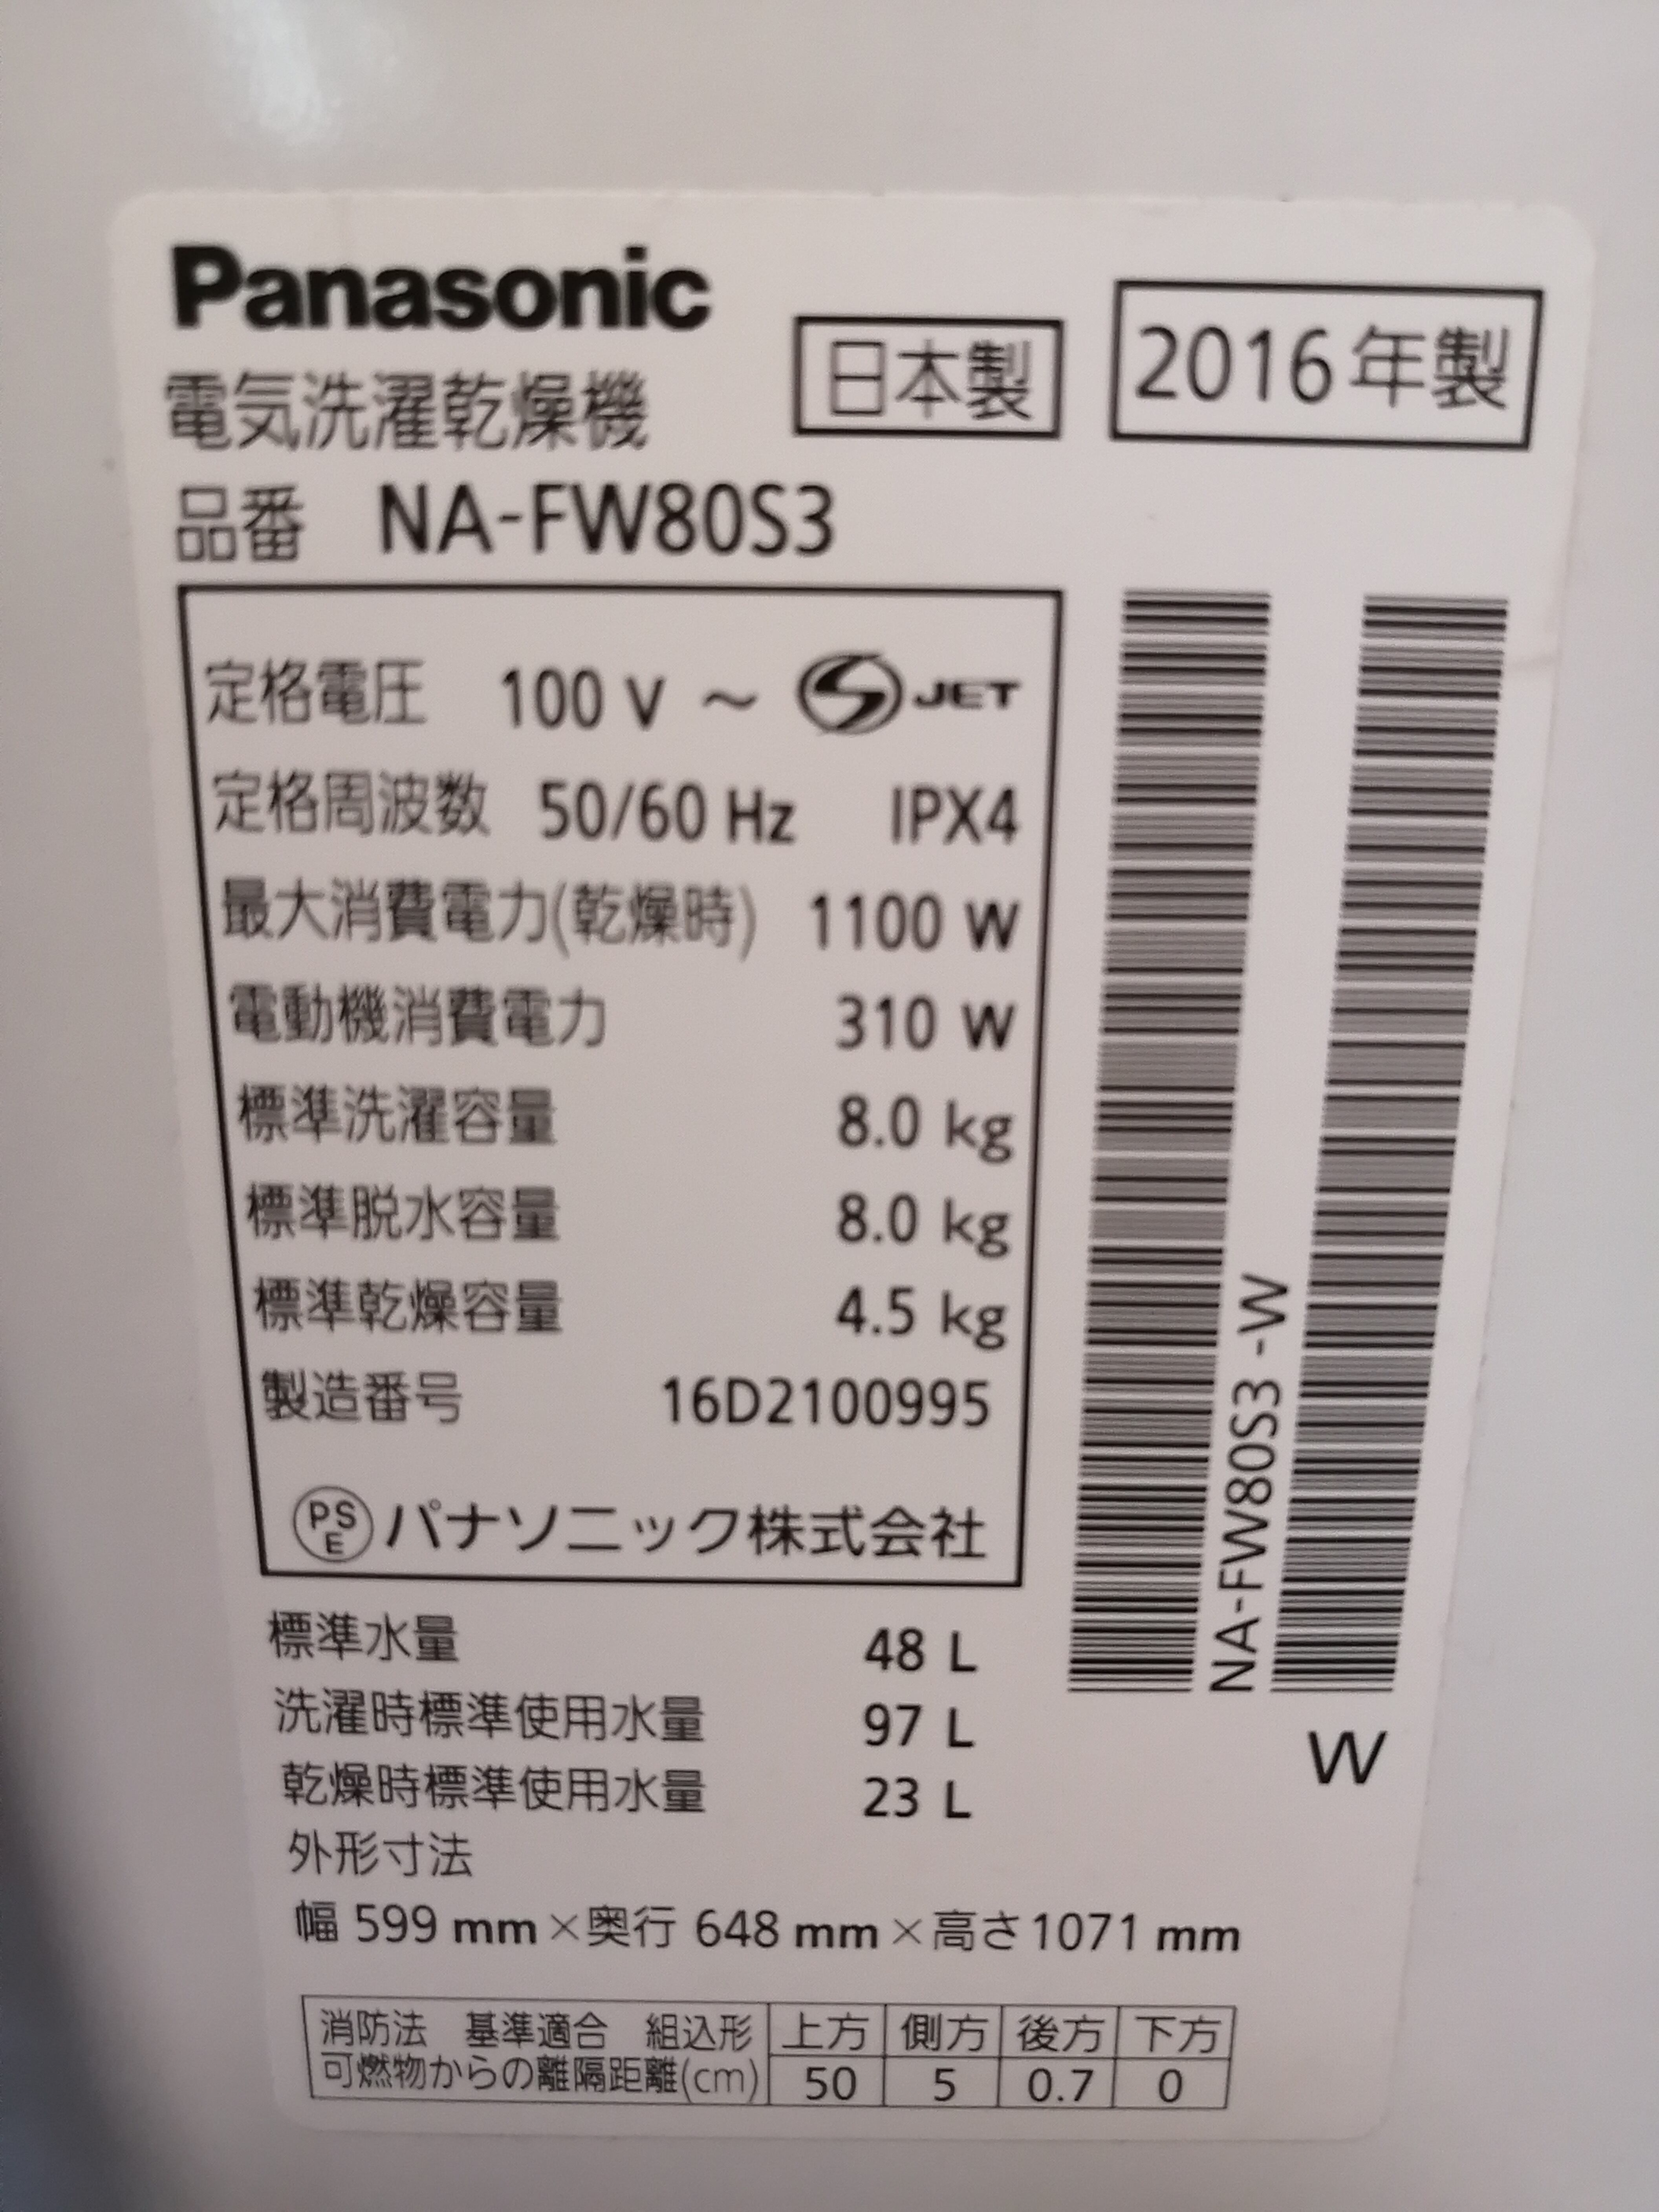 Panasonic
電気洗濯乾燥機
日本製
2016年製
品番 NA-FW80S3
定格電圧 100 V ～ S JET
定格周波数 50/60 Hz IPX4
最大消費電力(乾燥時) 1100 W
電動機消費電力 310 W
標準洗濯容量 8.0 kg
標準脱水容量 8.0 kg
標準乾燥容量 4.5 kg
製造番号 16D2100995
PSE パナソニック株式会社
NA-FW80S3 -W
W
標準水量 48 L
洗濯時標準使用水量 97 L
乾燥時標準使用水量 23 L
外形寸法
幅 599 mm×奥行 648 mm×高さ1071 mm
消防法 基準適合 組込形 上方 側方 後方 下方
可燃物からの離隔距離(cm) 50 5 0.7 0